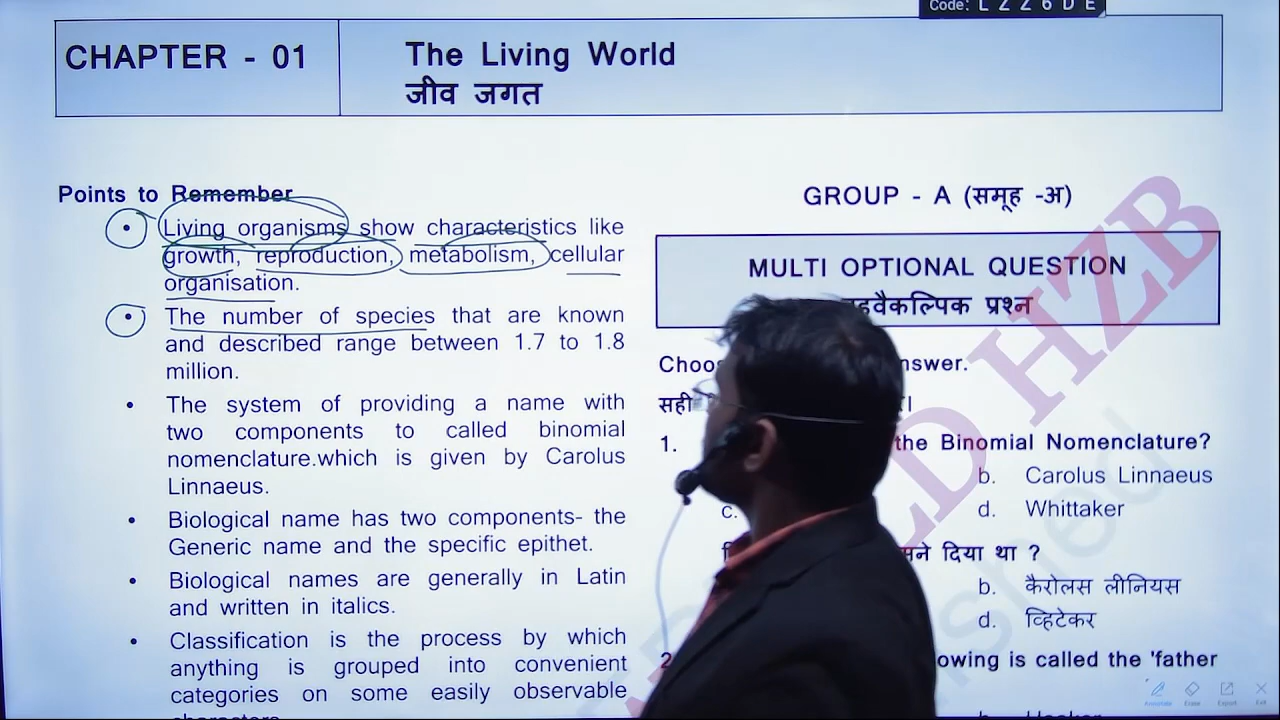 Code: L Z Z 6 D E
CHAPTER - 01
The Living World
जीव जगत
Points to Remember
• Living organisms show characteristics like
growth, reproduction, metabolism, cellular
organisation.
• The number of species that are known
and described range between 1.7 to 1.8
million.
• The system of providing a name with
two components to called binomial
nomenclature.which is given by Carolus
Linnaeus.
• Biological name has two components- the
Generic name and the specific epithet.
• Biological names are generally in Latin
and written in italics.
• Classification is the process by which
anything is grouped into convenient
categories on some easily observable
GROUP - A (समूह -अ)
MULTI OPTIONAL QUESTION
प्रश्न
सही
1. the Binomial Nomenclature?
b. Carolus Linnaeus
c.
d. Whittaker
दिया था ?
b. कैरोलस लीनियस
d. व्हिटेकर
2 is called the 'father
HZB
Annotate Erase Export Exit